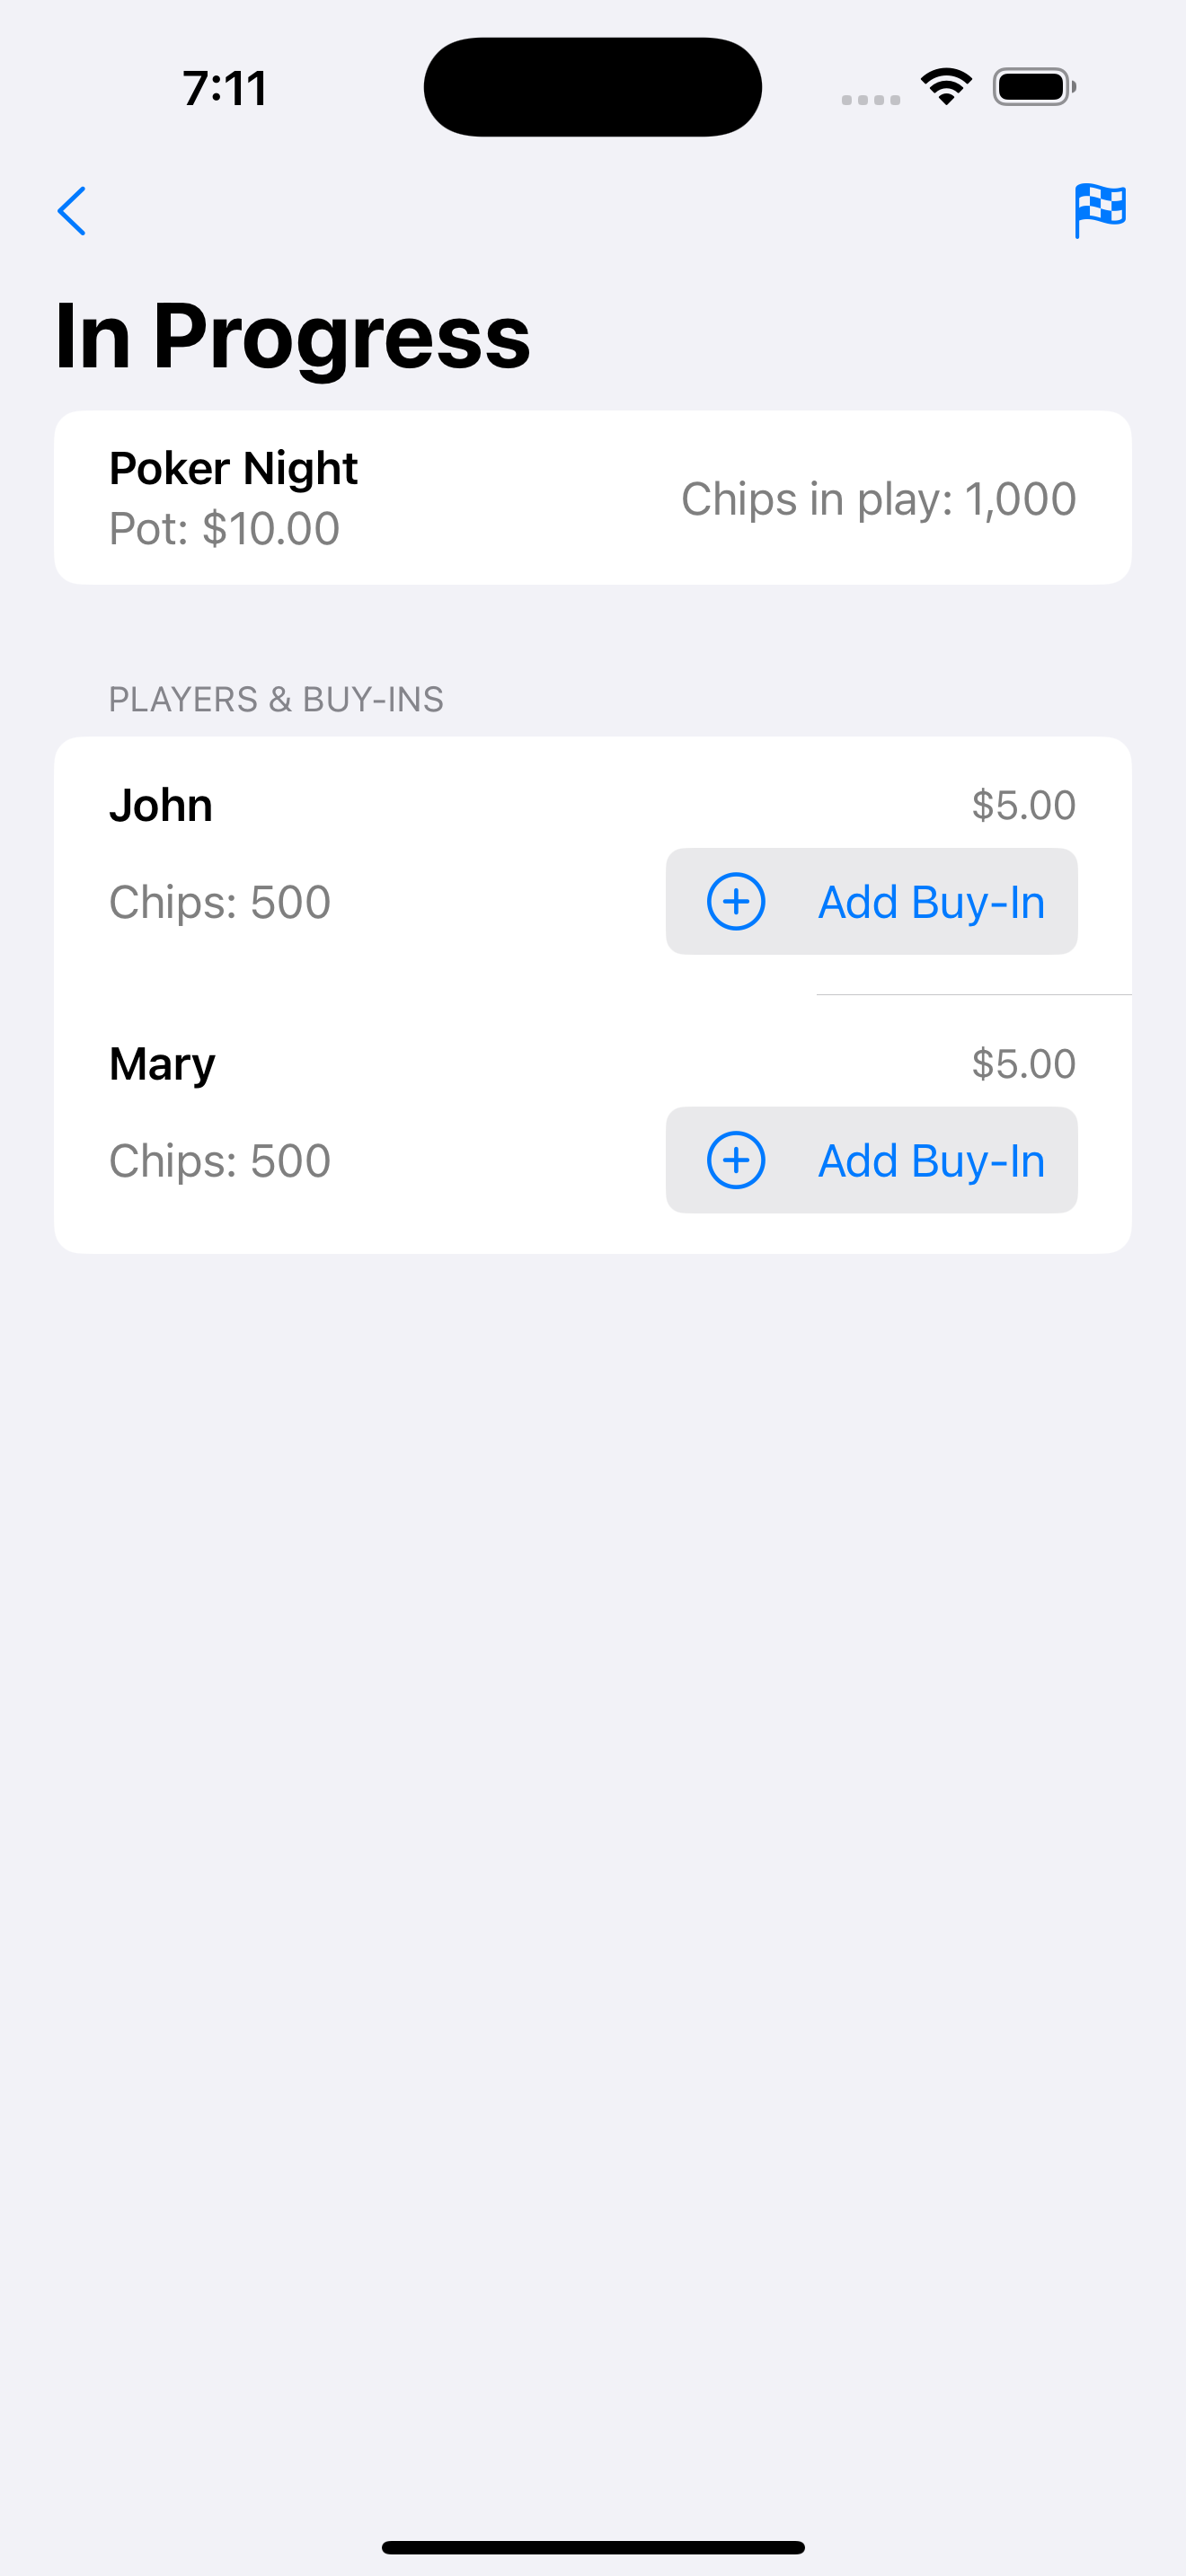 7:11
In Progress
Poker Night
Pot: $10.00
Chips in play: 1,000
PLAYERS & BUY-INS
John
$5.00
Chips: 500
Add Buy-In
Mary
$5.00
Chips: 500
Add Buy-In